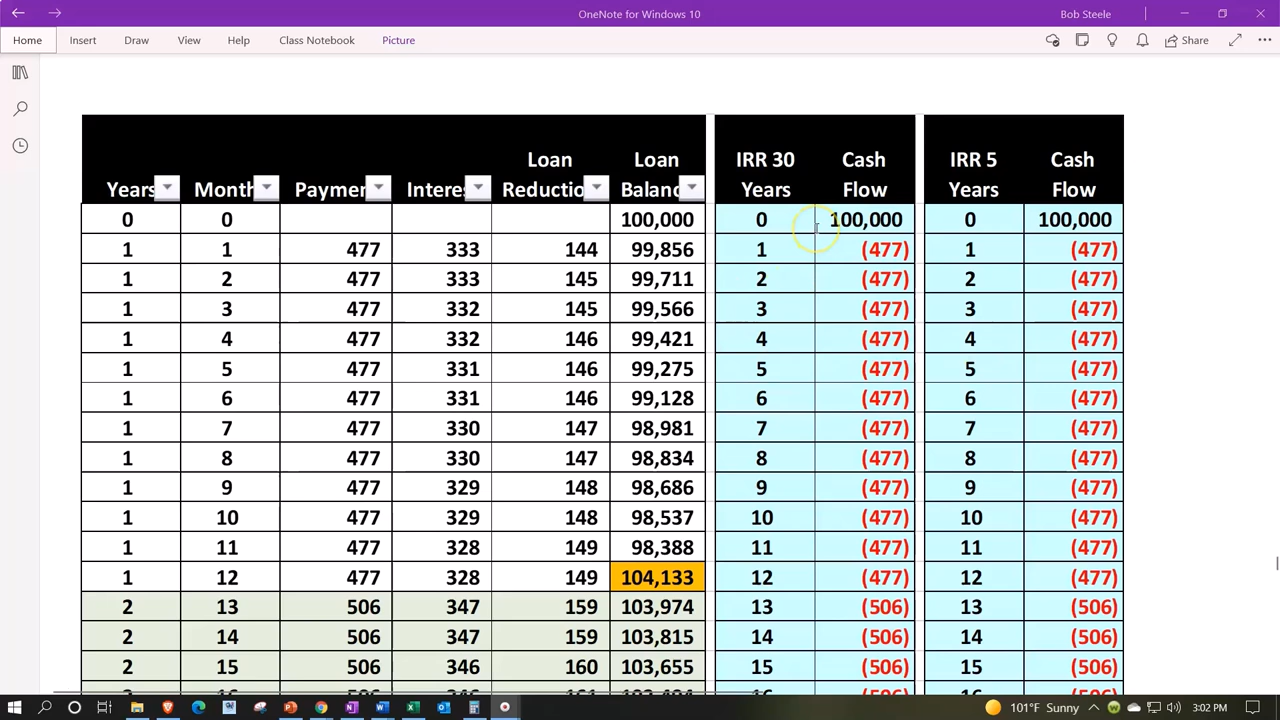 OneNote for Windows 10
Bob Steele
Home Insert Draw View Help Class Notebook Picture Share
Loan Loan IRR 30 Cash IRR 5 Cash
Years Month Paymen Interes Reductio Balanc Years Flow Years Flow
0 0 100,000 0 100,000 0 100,000
1 1 477 333 144 99,856 1 (477) 1 (477)
1 2 477 333 145 99,711 2 (477) 2 (477)
1 3 477 332 145 99,566 3 (477) 3 (477)
1 4 477 332 146 99,421 4 (477) 4 (477)
1 5 477 331 146 99,275 5 (477) 5 (477)
1 6 477 331 146 99,128 6 (477) 6 (477)
1 7 477 330 147 98,981 7 (477) 7 (477)
1 8 477 330 147 98,834 8 (477) 8 (477)
1 9 477 329 148 98,686 9 (477) 9 (477)
1 10 477 329 148 98,537 10 (477) 10 (477)
1 11 477 328 149 98,388 11 (477) 11 (477)
1 12 477 328 149 104,133 12 (477) 12 (477)
2 13 506 347 159 103,974 13 (506) 13 (506)
2 14 506 347 159 103,815 14 (506) 14 (506)
2 15 506 346 160 103,655 15 (506) 15 (506)
101°F Sunny 3:02 PM